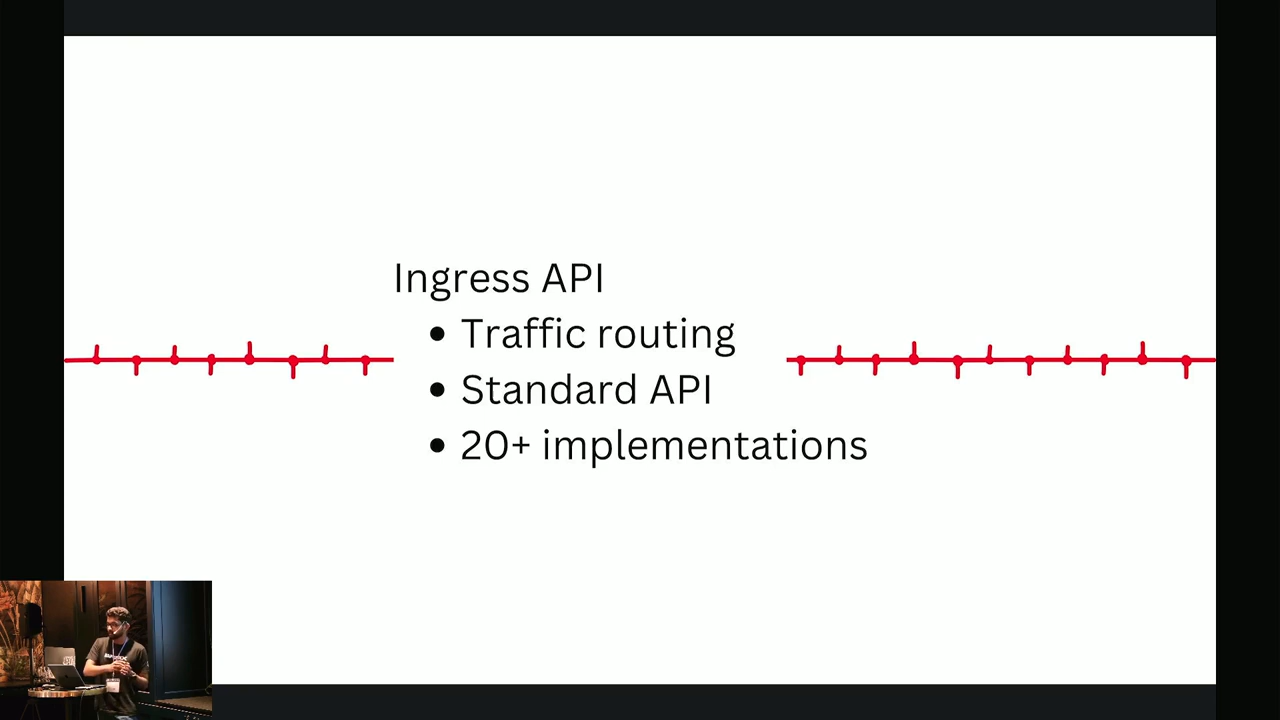 Ingress API
• Traffic routing
• Standard API
• 20+ implementations